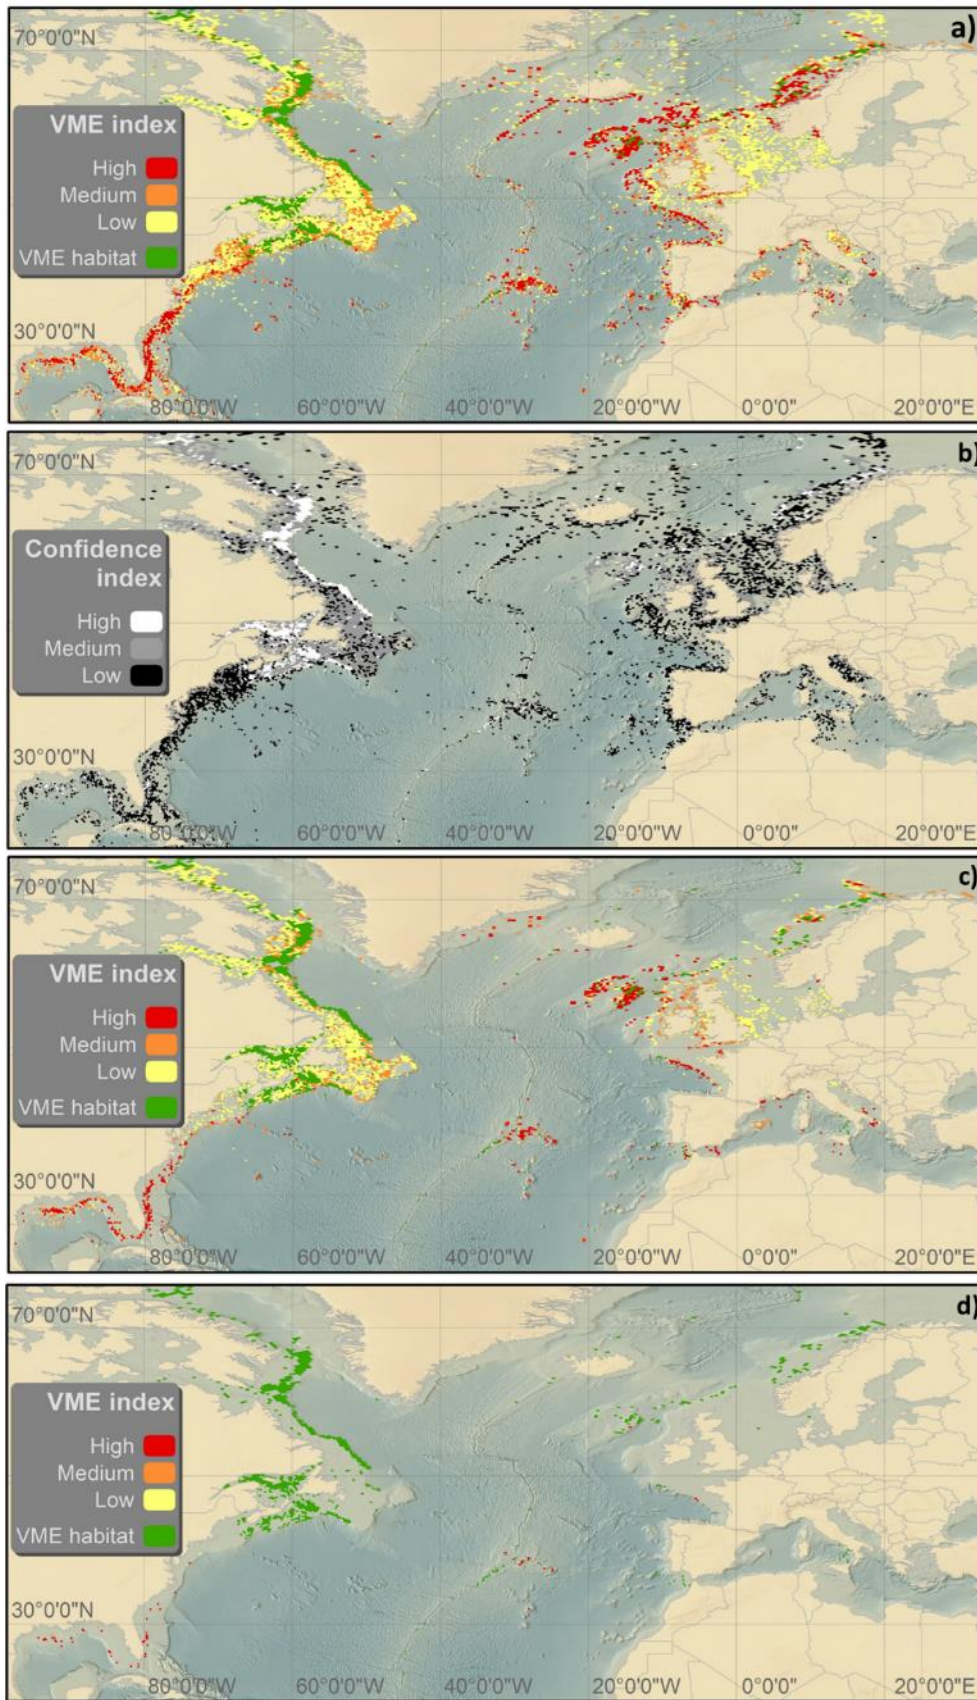 a)
70°0'0"N
VME index
High
Medium
Low
VME habitat
30°0'0"N
80°0'0"W
60°0'0"W
40°0'0"W
20°0'0"W
0°0'0"
20°0'0"E
b)
70°0'0"N
Confidence
index
High
Medium
Low
30°0'0"N
80°0'0"W
60°0'0"W
40°0'0"W
20°0'0"W
0°0'0"
20°0'0"E
c)
70°0'0"N
VME index
High
Medium
Low
VME habitat
30°0'0"N
80°0'0"W
60°0'0"W
40°0'0"W
20°0'0"W
0°0'0"
20°0'0"E
d)
70°0'0"N
VME index
High
Medium
Low
VME habitat
30°0'0"N
80°0'0"W
60°0'0"W
40°0'0"W
20°0'0"W
0°0'0"
20°0'0"E